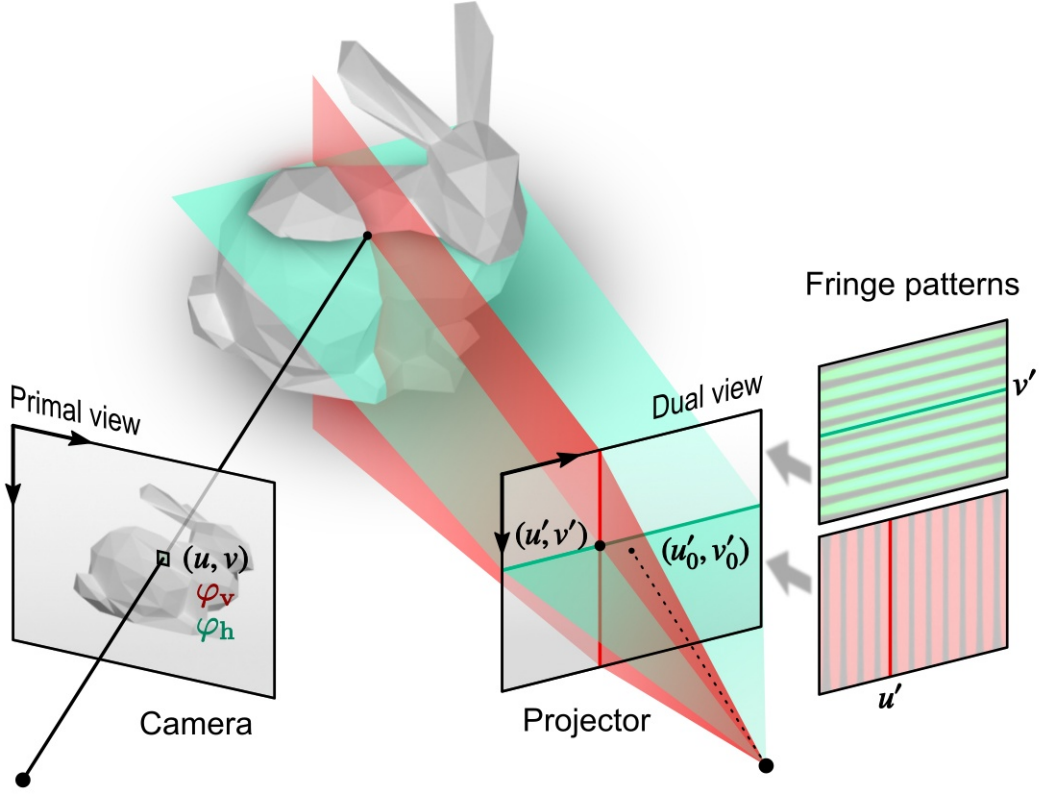 Fringe patterns
v′
Primal view
Dual view
(u, v)
φv
φh
(u′, v′)
(u′₀, v′₀)
u′
Camera
Projector